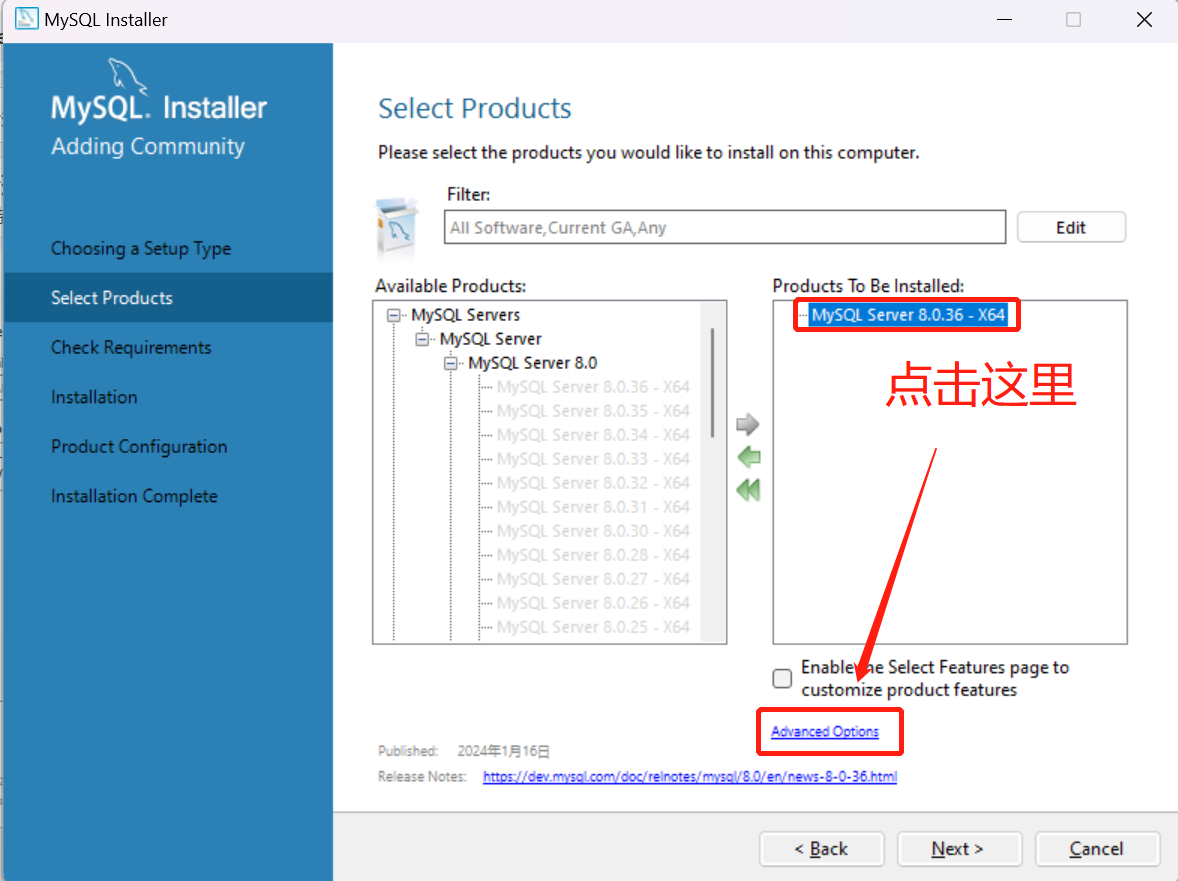 MySQL Installer
MySQL. Installer
Adding Community
Choosing a Setup Type
Select Products
Check Requirements
Installation
Product Configuration
Installation Complete
Select Products
Please select the products you would like to install on this computer.
Filter:
All Software,Current GA,Any
Edit
Available Products:
MySQL Servers
MySQL Server
MySQL Server 8.0
MySQL Server 8.0.36 - X64
MySQL Server 8.0.35 - X64
MySQL Server 8.0.34 - X64
MySQL Server 8.0.33 - X64
MySQL Server 8.0.32 - X64
MySQL Server 8.0.31 - X64
MySQL Server 8.0.30 - X64
MySQL Server 8.0.28 - X64
MySQL Server 8.0.27 - X64
MySQL Server 8.0.26 - X64
MySQL Server 8.0.25 - X64
Products To Be Installed:
MySQL Server 8.0.36 - X64
点击这里
Enable the Select Features page to
customize product features
Advanced Options
Published: 2024年1月16日
Release Notes: https://dev.mysql.com/doc/relnotes/mysql/8.0/en/news-8-0-36.html
< Back
Next >
Cancel